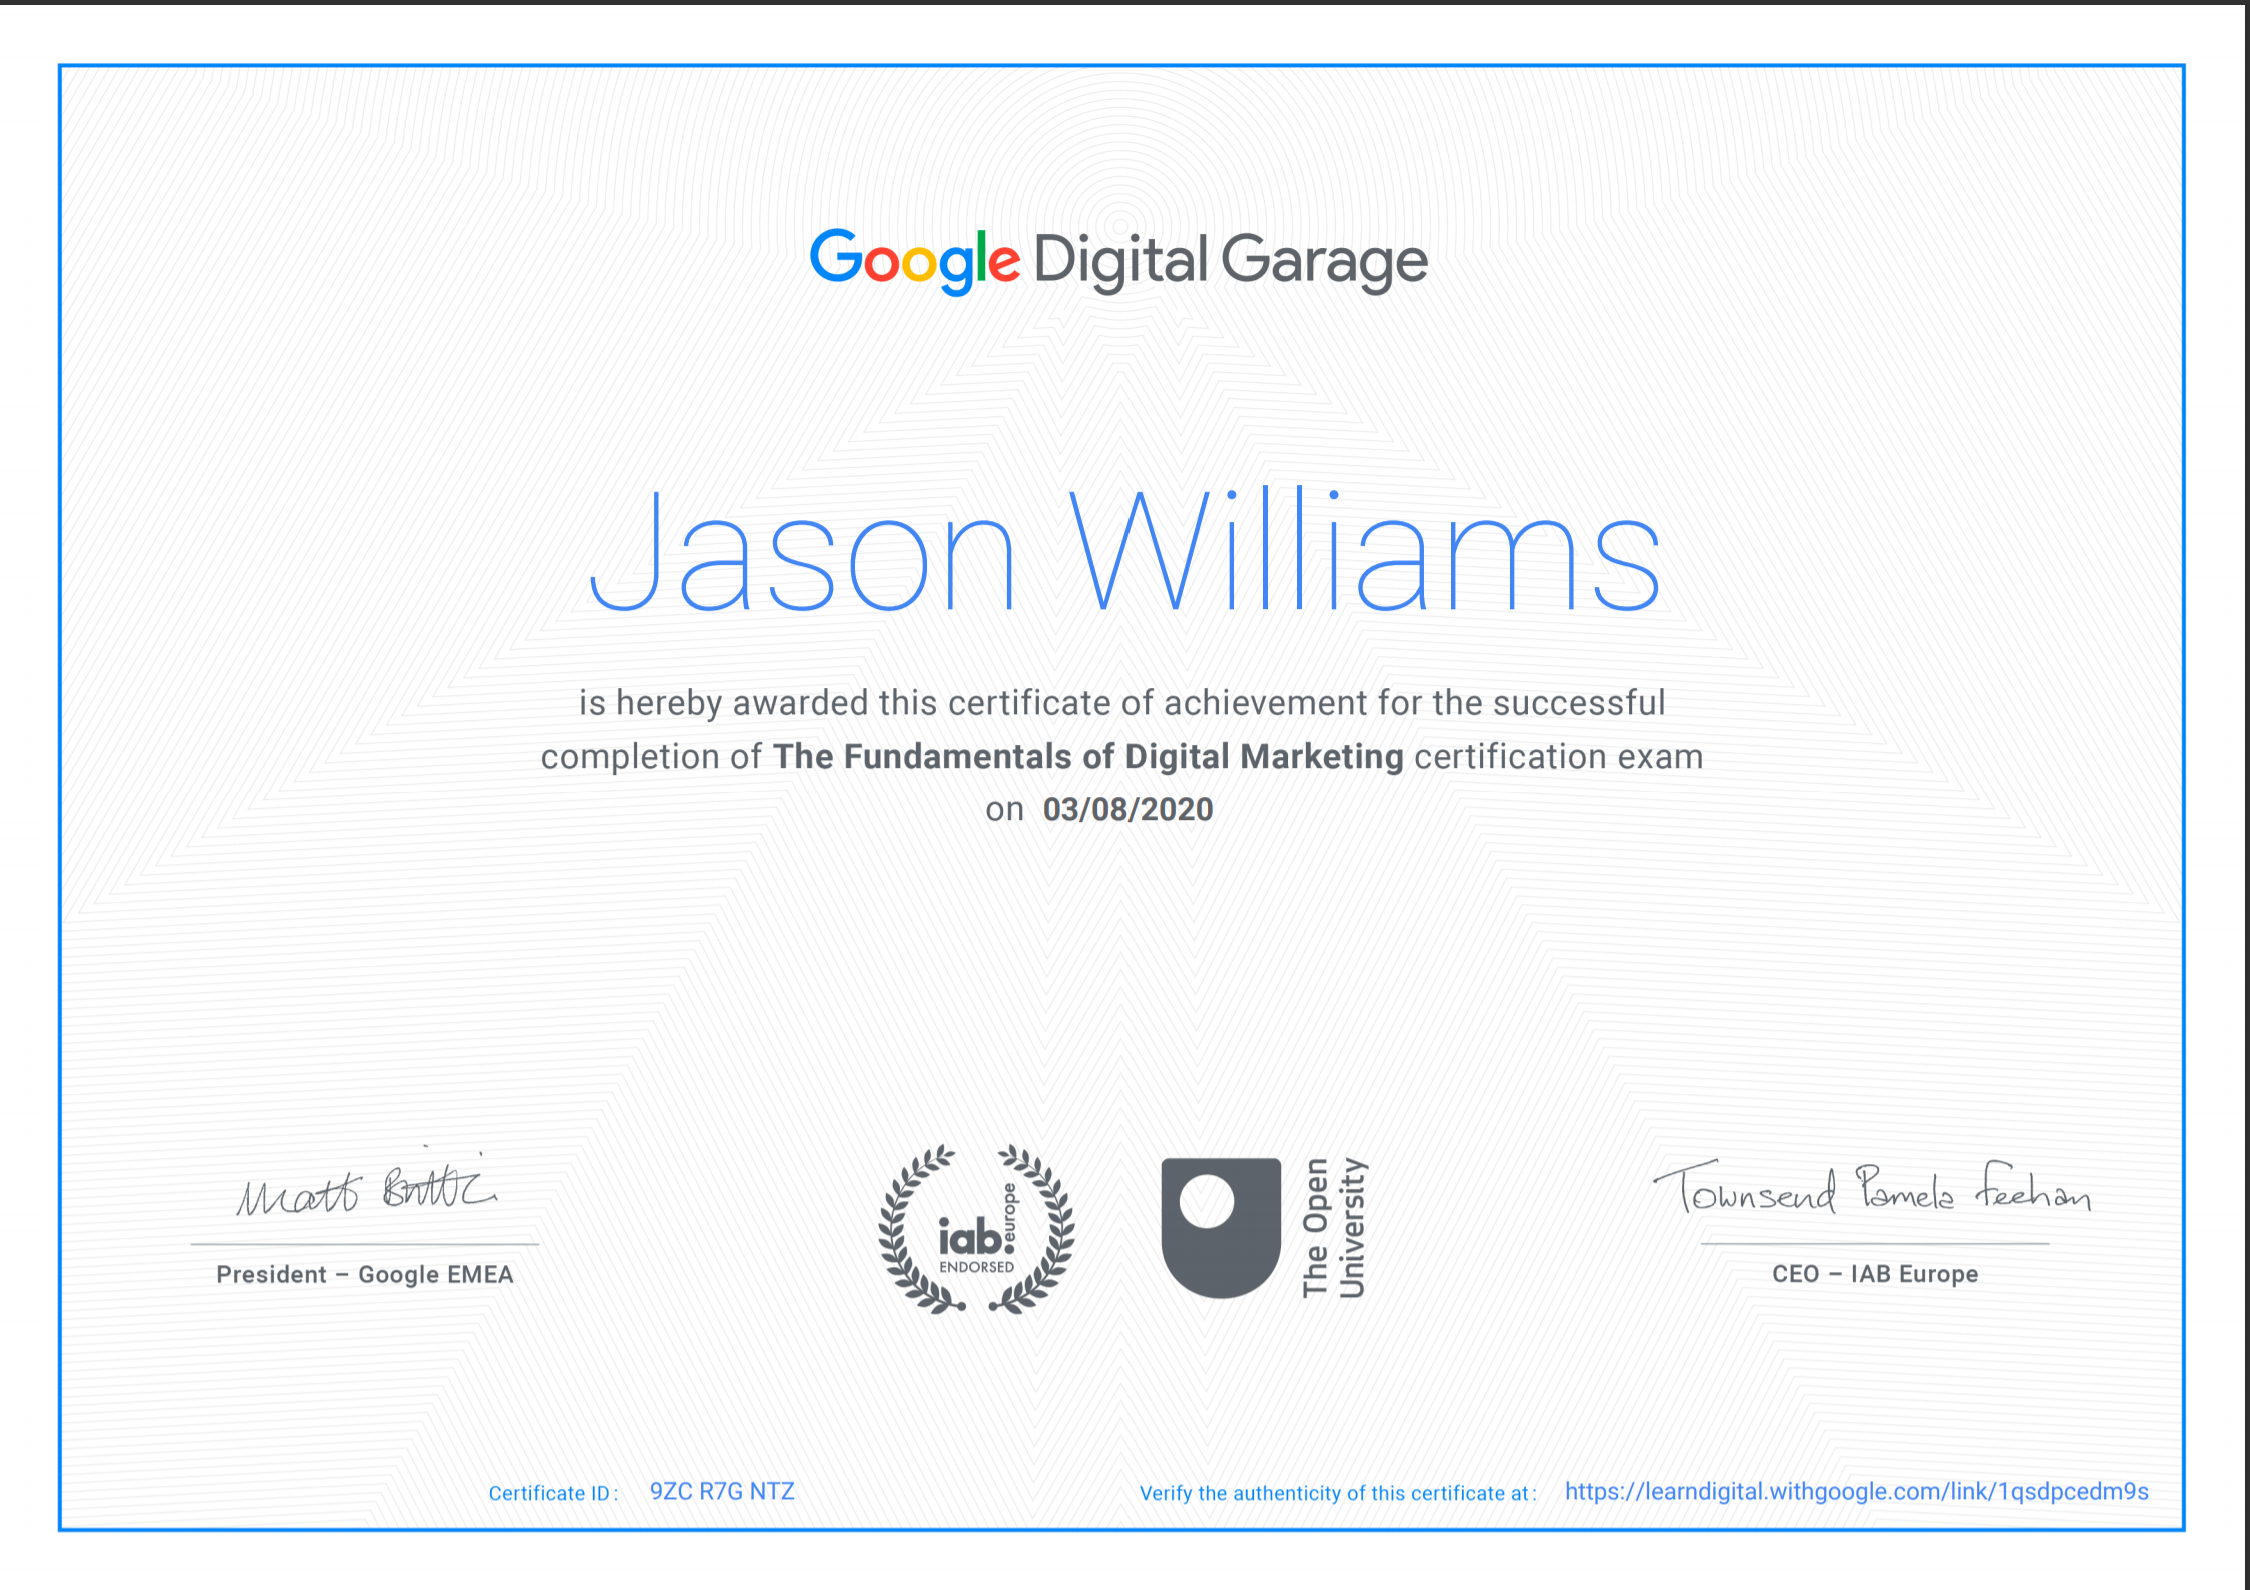 Google Digital Garage
Jason Williams
is hereby awarded this certificate of achievement for the successful
completion of The Fundamentals of Digital Marketing certification exam
on 03/08/2020
Matt Brittin
President – Google EMEA
iab.europe
ENDORSED
The Open
University
Townsend Pamela Feehan
CEO – IAB Europe
Certificate ID : 9ZC R7G NTZ
Verify the authenticity of this certificate at : https://learndigital.withgoogle.com/link/1qsdpcedm9s